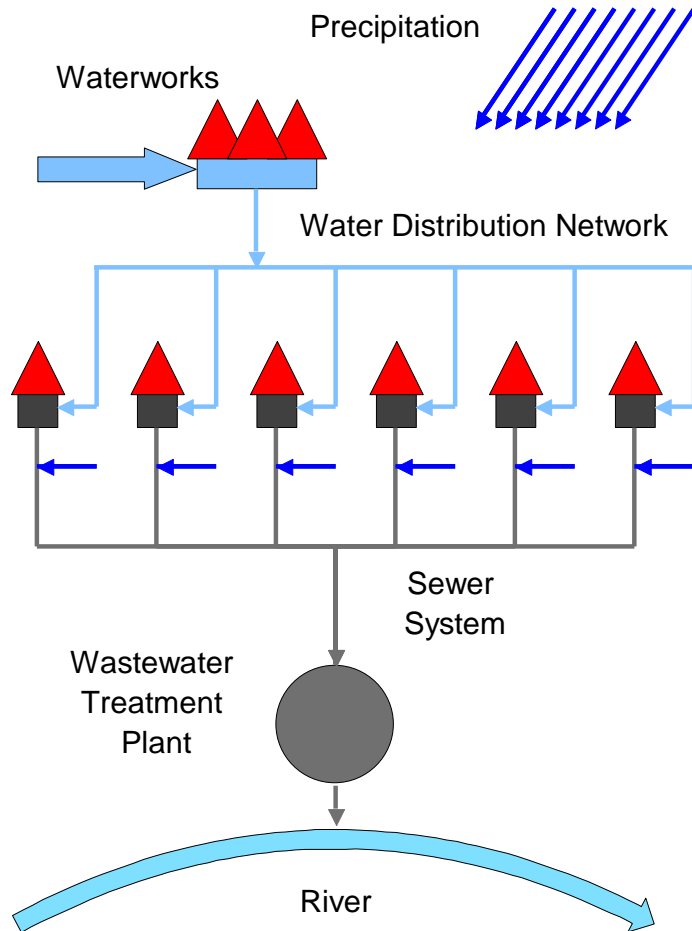 Precipitation
Waterworks
Water Distribution Network
Sewer
System
Wastewater
Treatment
Plant
River